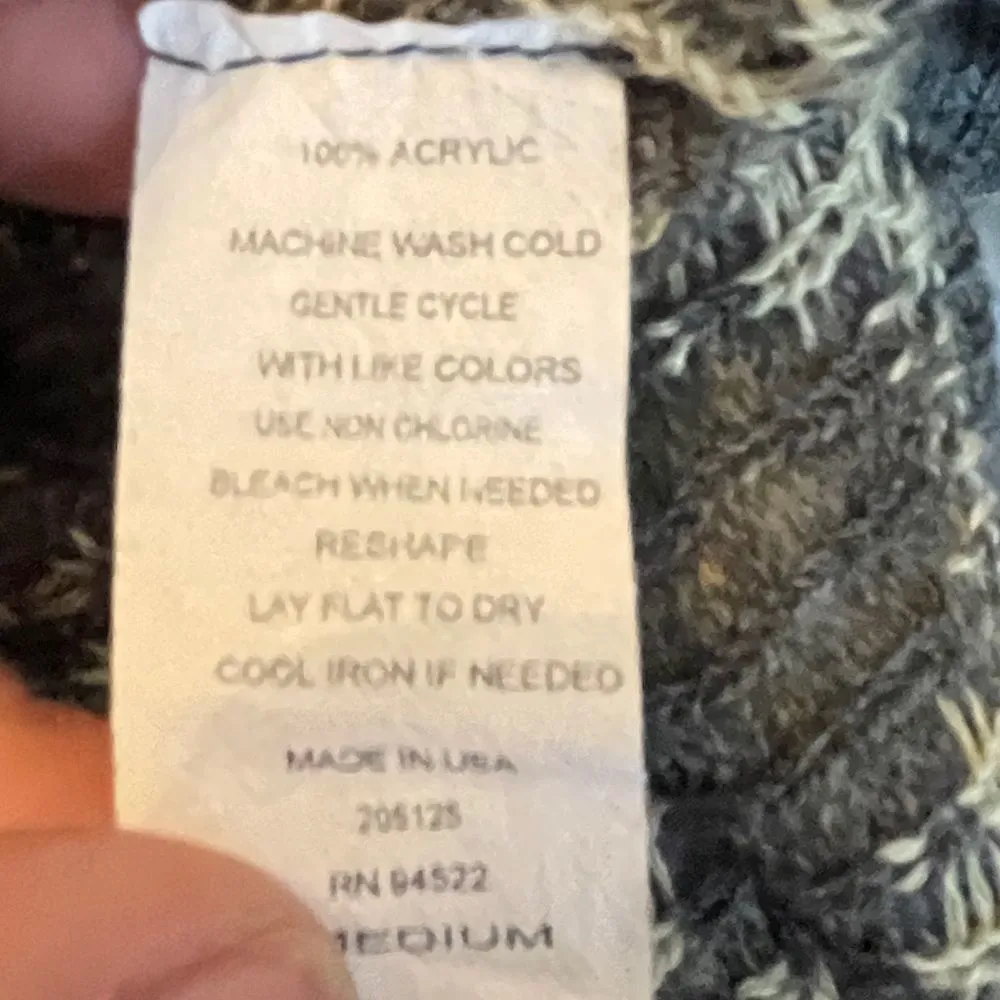 100% ACRYLIC
MACHINE WASH COLD
GENTLE CYCLE
WITH LIKE COLORS
USE NON CHLORINE
BLEACH WHEN NEEDED
RESHAPE
LAY FLAT TO DRY
COOL IRON IF NEEDED
MADE IN USA
205125
RN 94522
MEDIUM